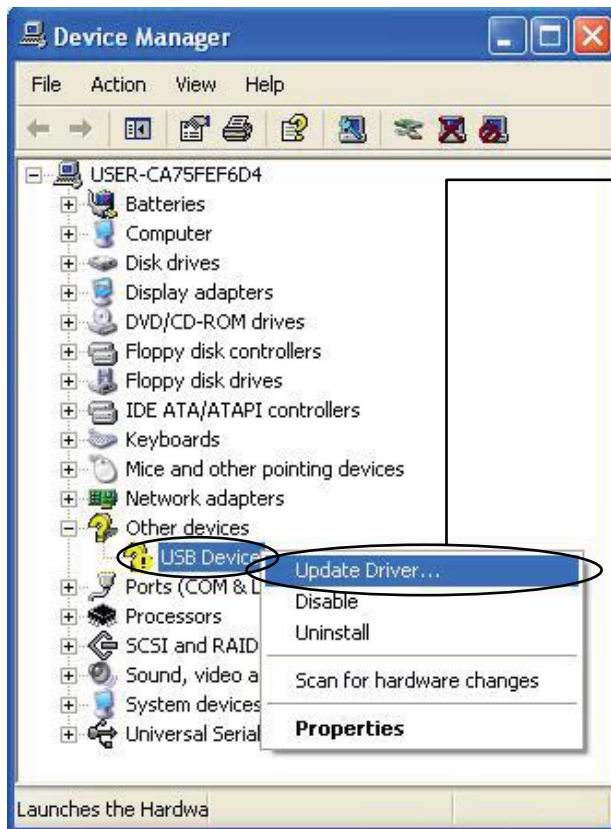 Device Manager
File Action View Help
USER-CA75FEF6D4
Batteries
Computer
Disk drives
Display adapters
DVD/CD-ROM drives
Floppy disk controllers
Floppy disk drives
IDE ATA/ATAPI controllers
Keyboards
Mice and other pointing devices
Network adapters
Other devices
USB Device
Update Driver...
Ports (COM & L
Disable
Processors
Uninstall
SCSI and RAID
Sound, video a
Scan for hardware changes
System devices
Properties
Universal Serial
Launches the Hardwa